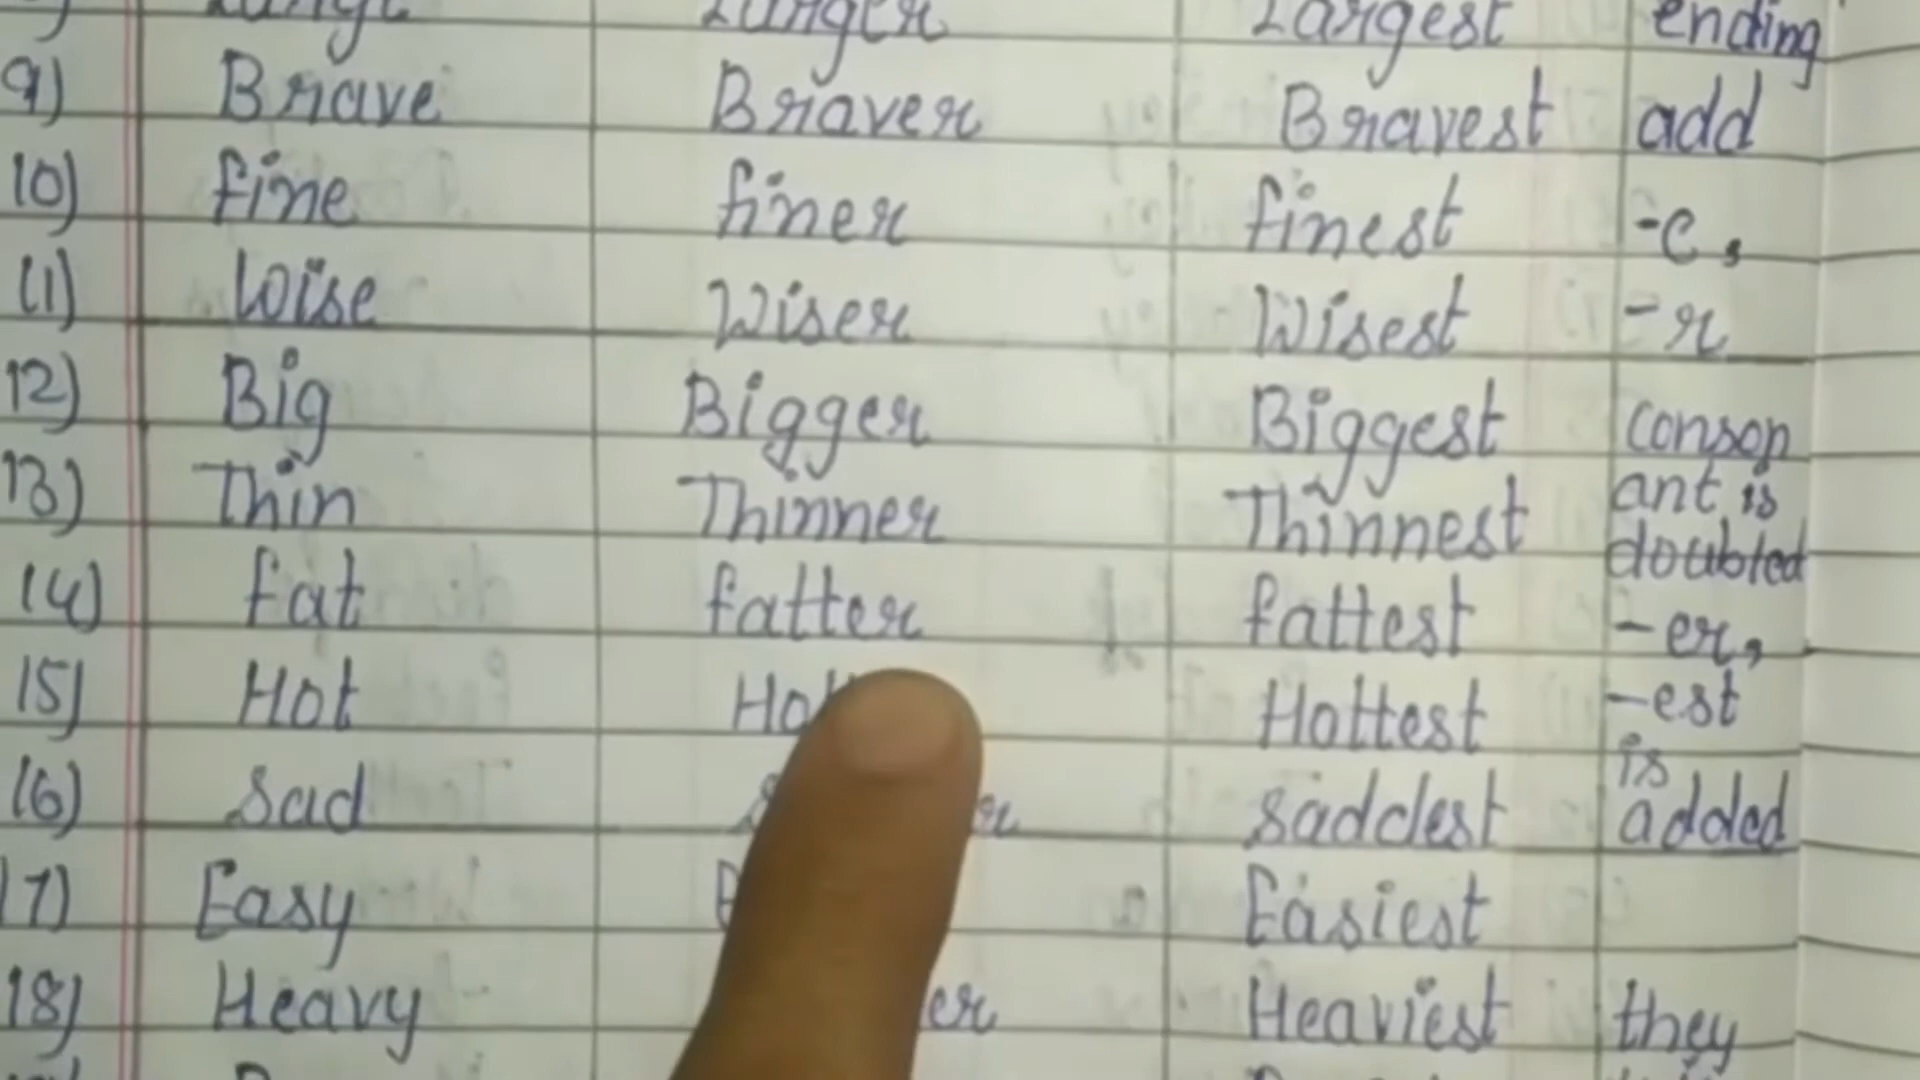 Large Larger Largest ending
9) Brave Braver Bravest add
10) fine finer finest -e,
11) Wise Wiser Wisest -r
12) Big Bigger Biggest conson
13) Thin Thinner Thinnest ant is
doubled
14) fat fatter fattest -er,
15) Hot Hottest -est
is
16) Sad saddest added
17) Easy Easiest
18) Heavy Heaviest they